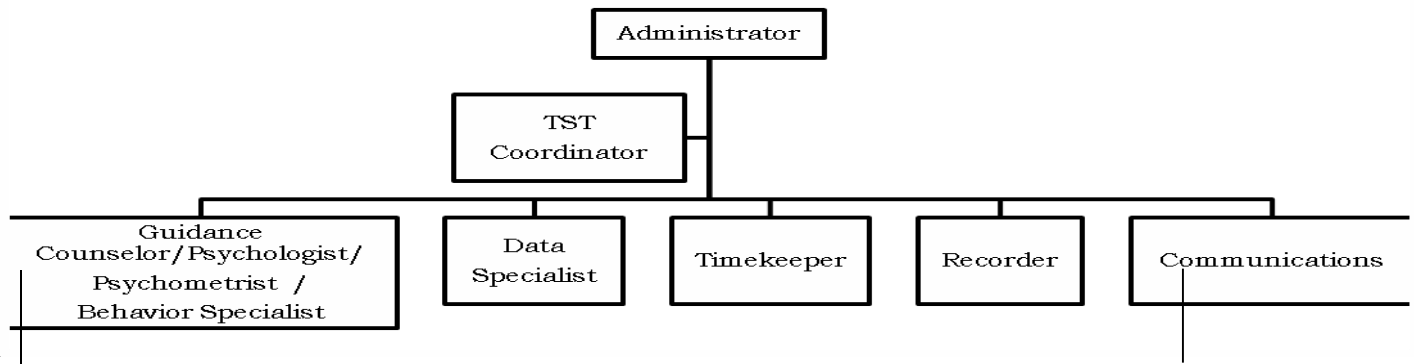 Administrator
TST
Coordinator
Guidance
Counselor/Psychologist/
Psychometrist /
Behavior Specialist
Data
Specialist
Timekeeper
Recorder
Communications